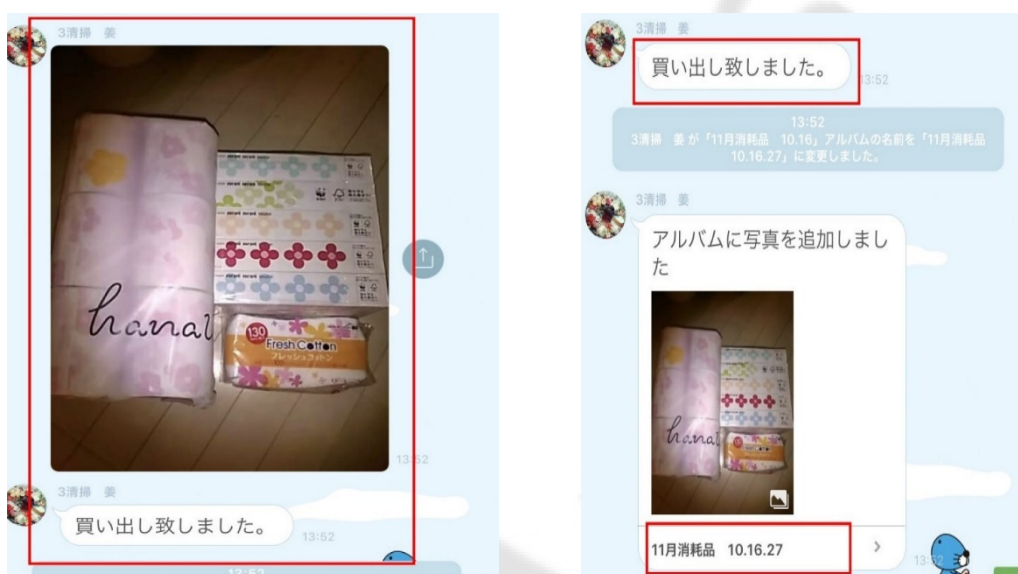 3清掃 姜
hana
130
Fresh Cotton
フレッシュコットン
13:52
3清掃 姜
買い出し致しました。
13:52
13:52
3清掃 姜
買い出し致しました。
13:52
13:52
3清掃 姜 が「11月消耗品 10.16」アルバムの名前を「11月消耗品
10.16.27」に変更しました。
3清掃 姜
アルバムに写真を追加しまし
た
hana
130
11月消耗品 10.16.27
13:52